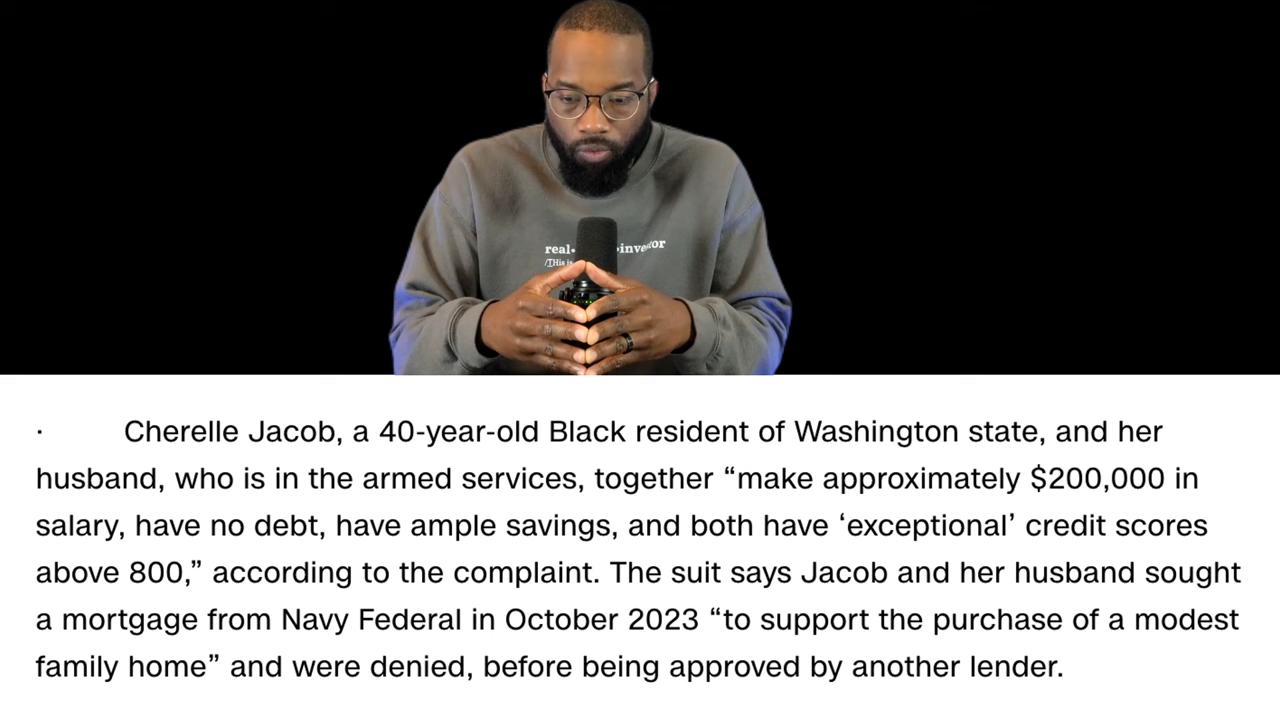 real• •investor
/THis is
· Cherelle Jacob, a 40-year-old Black resident of Washington state, and her
husband, who is in the armed services, together “make approximately $200,000 in
salary, have no debt, have ample savings, and both have ‘exceptional’ credit scores
above 800,” according to the complaint. The suit says Jacob and her husband sought
a mortgage from Navy Federal in October 2023 “to support the purchase of a modest
family home” and were denied, before being approved by another lender.